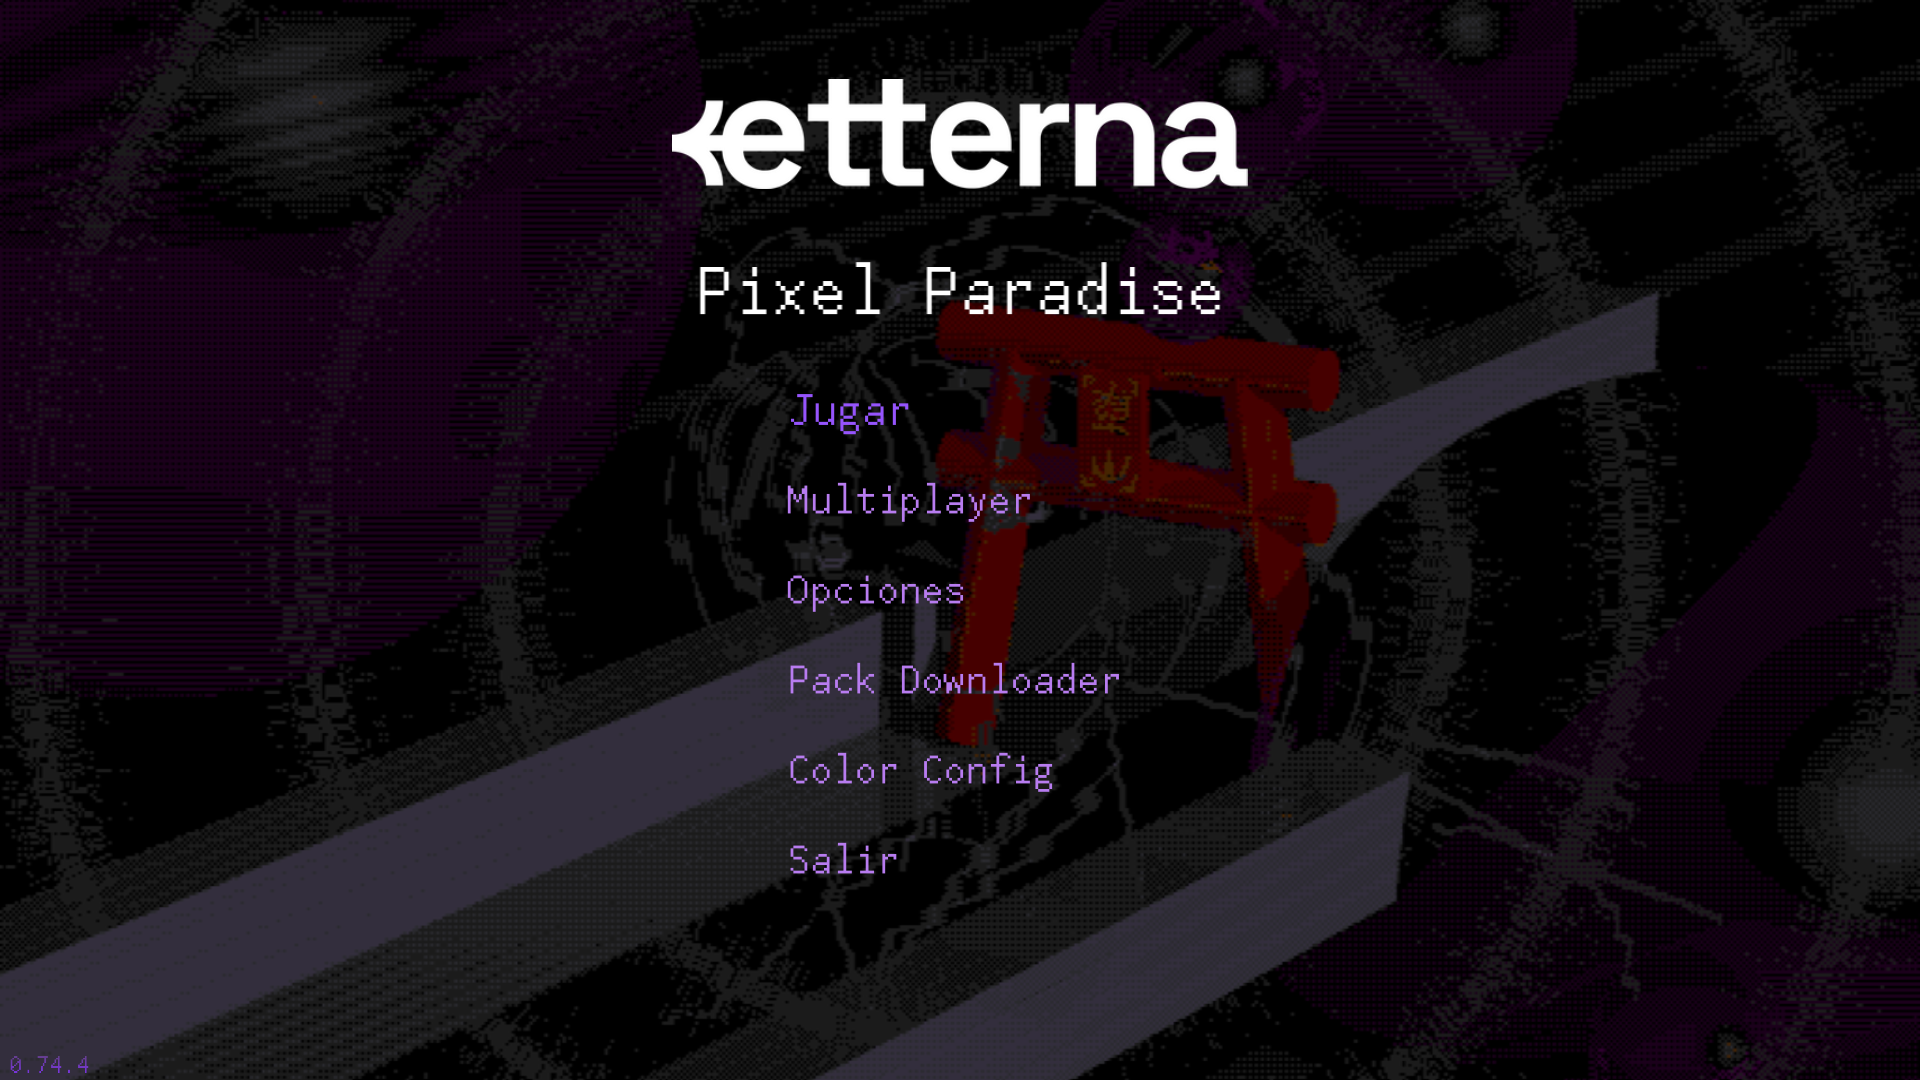 etterna
Pixel Paradise
Jugar
Multiplayer
Opciones
Pack Downloader
Color Config
Salir
0.74.4